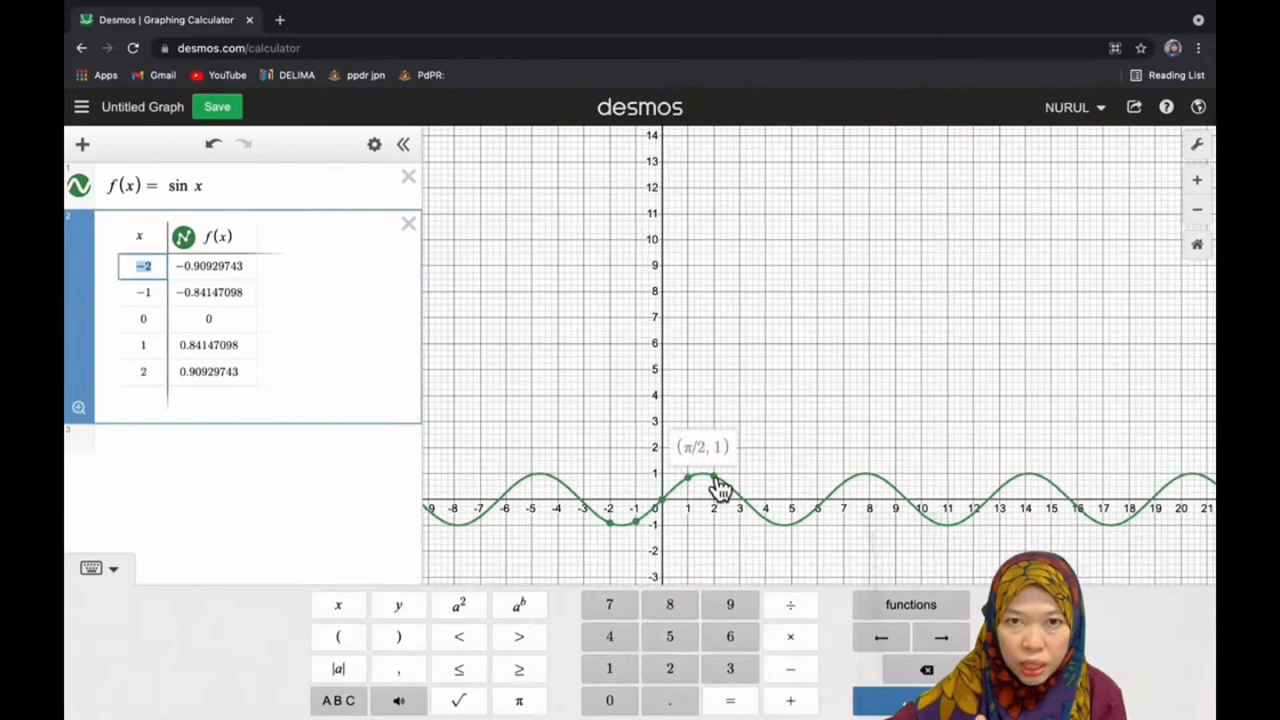 Desmos | Graphing Calculator
desmos.com/calculator
Apps Gmail YouTube DELIMA ppdr jpn PdPR: Reading List
Untitled Graph Save desmos NURUL
1
f(x) = sin x
2
x f(x)
−2 −0.90929743
−1 −0.84147098
0 0
1 0.84147098
2 0.90929743
3
14
13
12
11
10
9
8
7
6
5
4
3
2
1
-1
-2
-3
(π/2, 1)
9 -8 -7 -6 -5 -4 -3 -2 -1 0 1 2 3 4 5 6 7 8 9 10 11 12 13 14 15 16 17 18 19 20 21
x y a² aᵇ 7 8 9 ÷ functions
( ) < > 4 5 6 × ← →
|a| , ≤ ≥ 1 2 3 −
A B C √ π 0 . = +